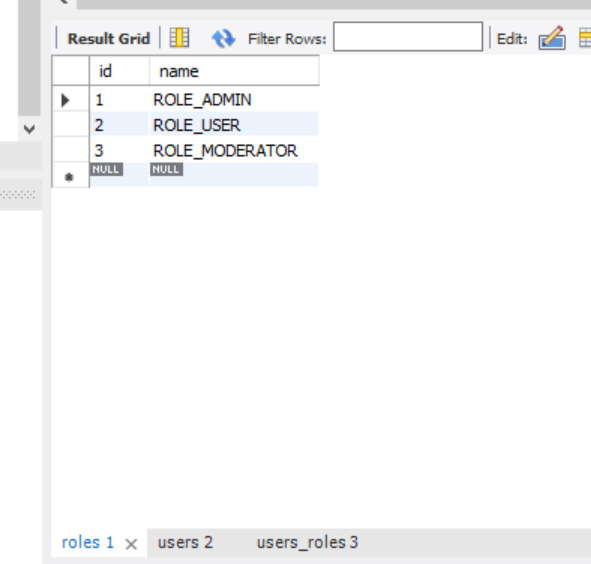 Result Grid Filter Rows: Edit:
id name
1 ROLE_ADMIN
2 ROLE_USER
3 ROLE_MODERATOR
NULL NULL
roles 1 users 2 users_roles 3